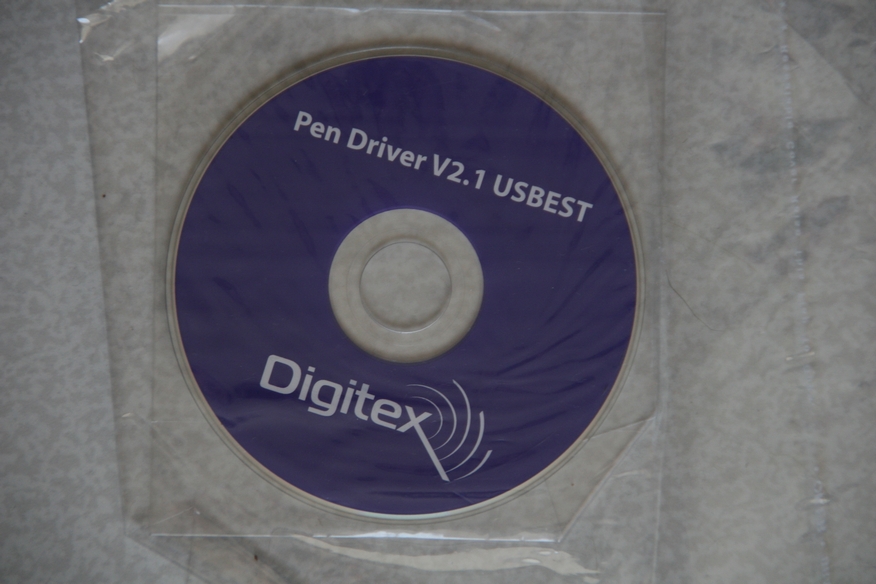 Pen Driver V2.1 USBEST
Digitex